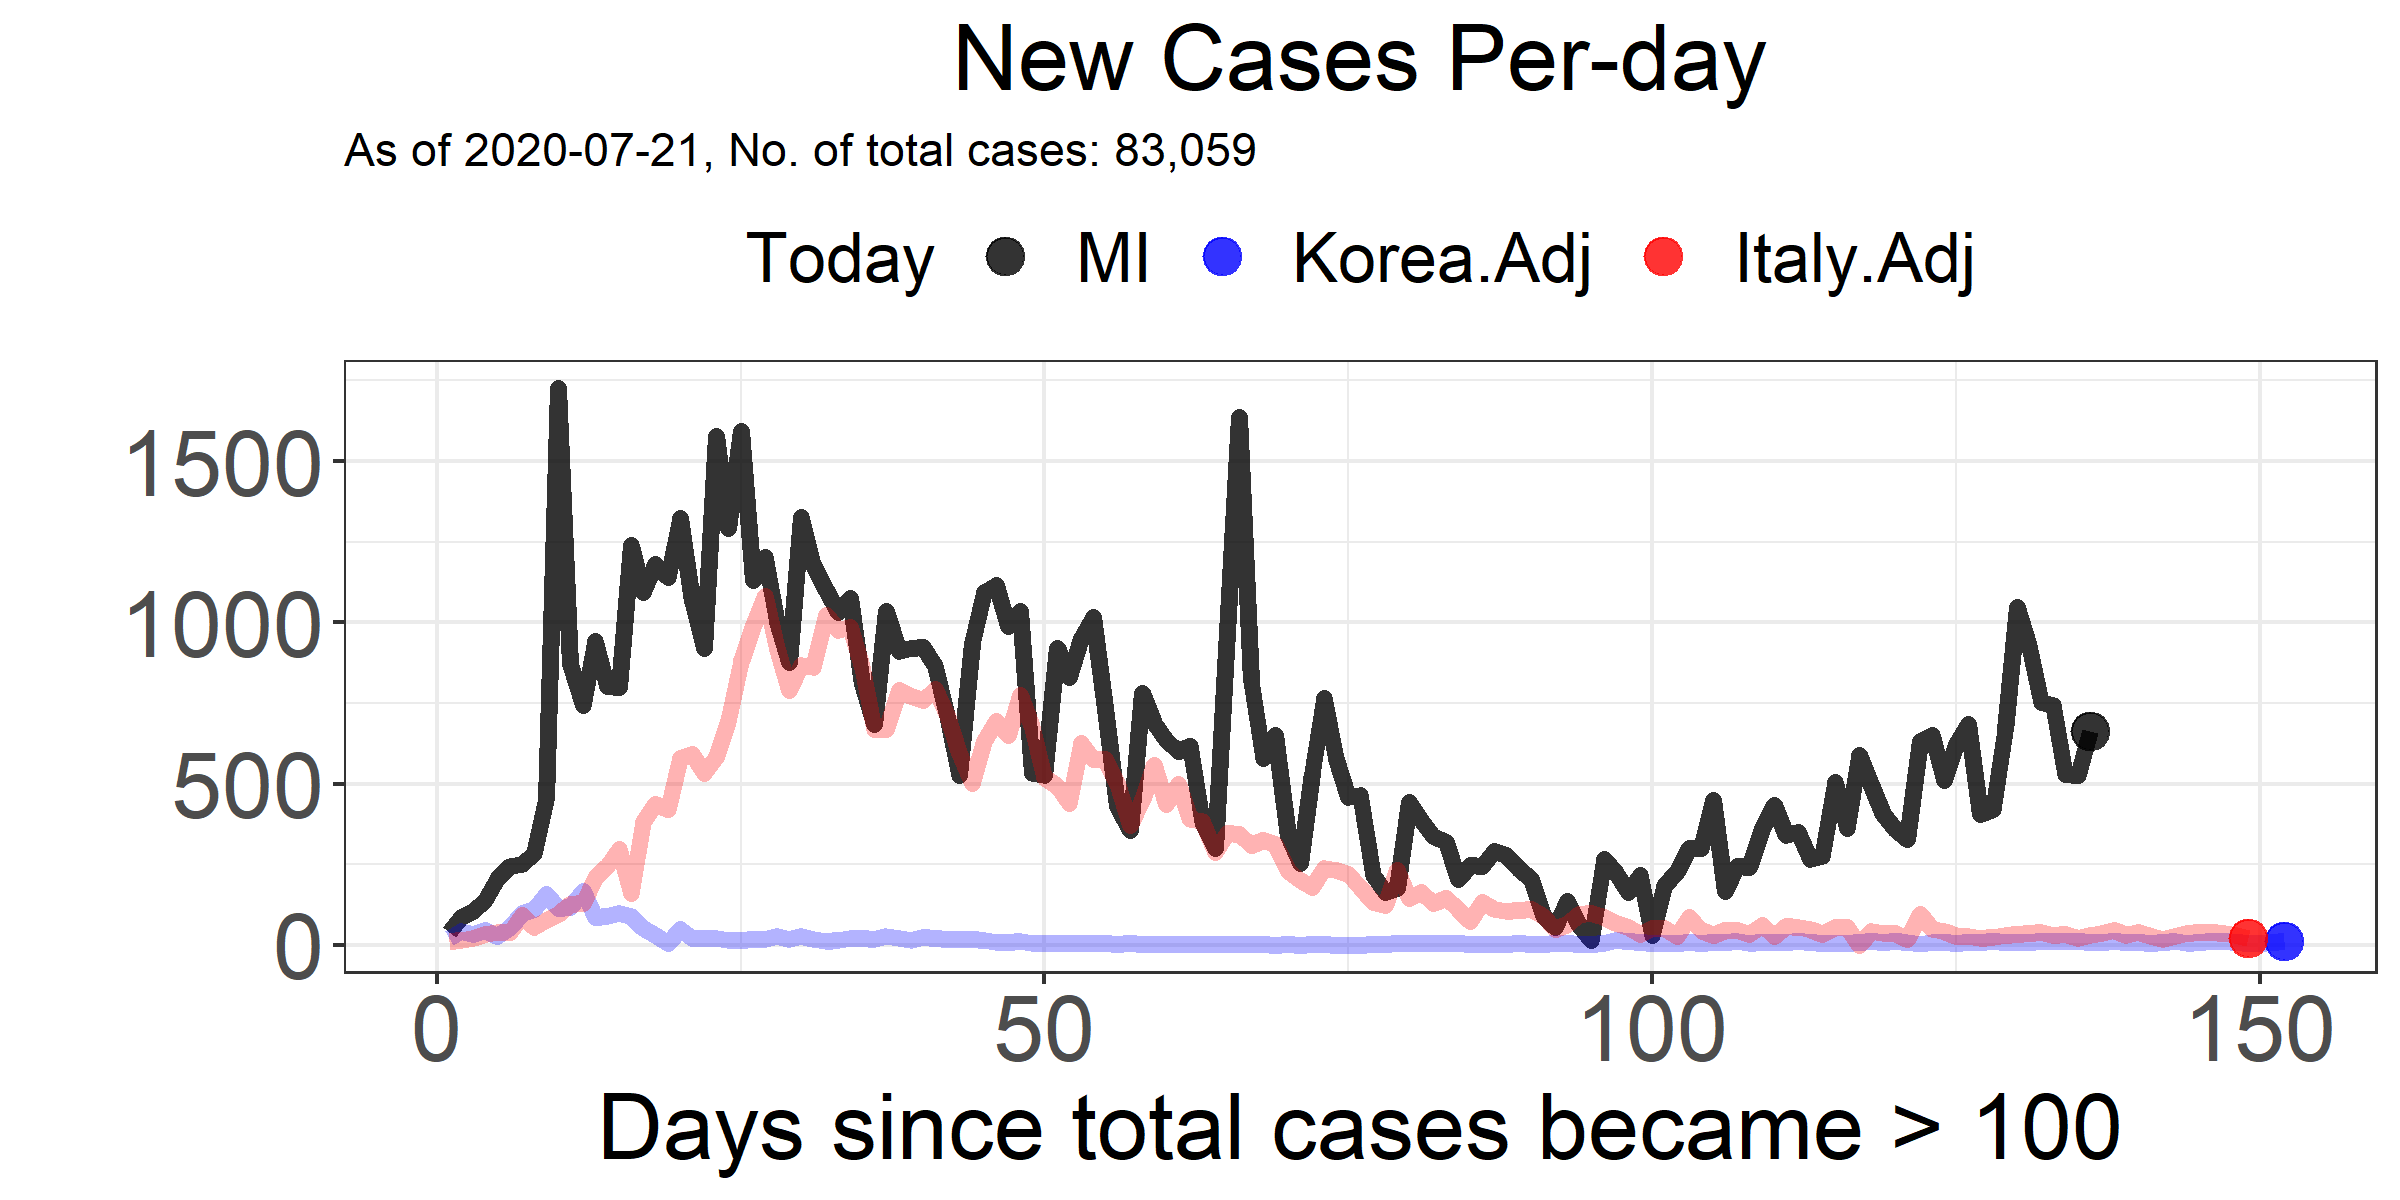 New Cases Per-day
As of 2020-07-21, No. of total cases: 83,059
Today MI Korea.Adj Italy.Adj
1500
1000
500
0
0 50 100 150
Days since total cases became > 100